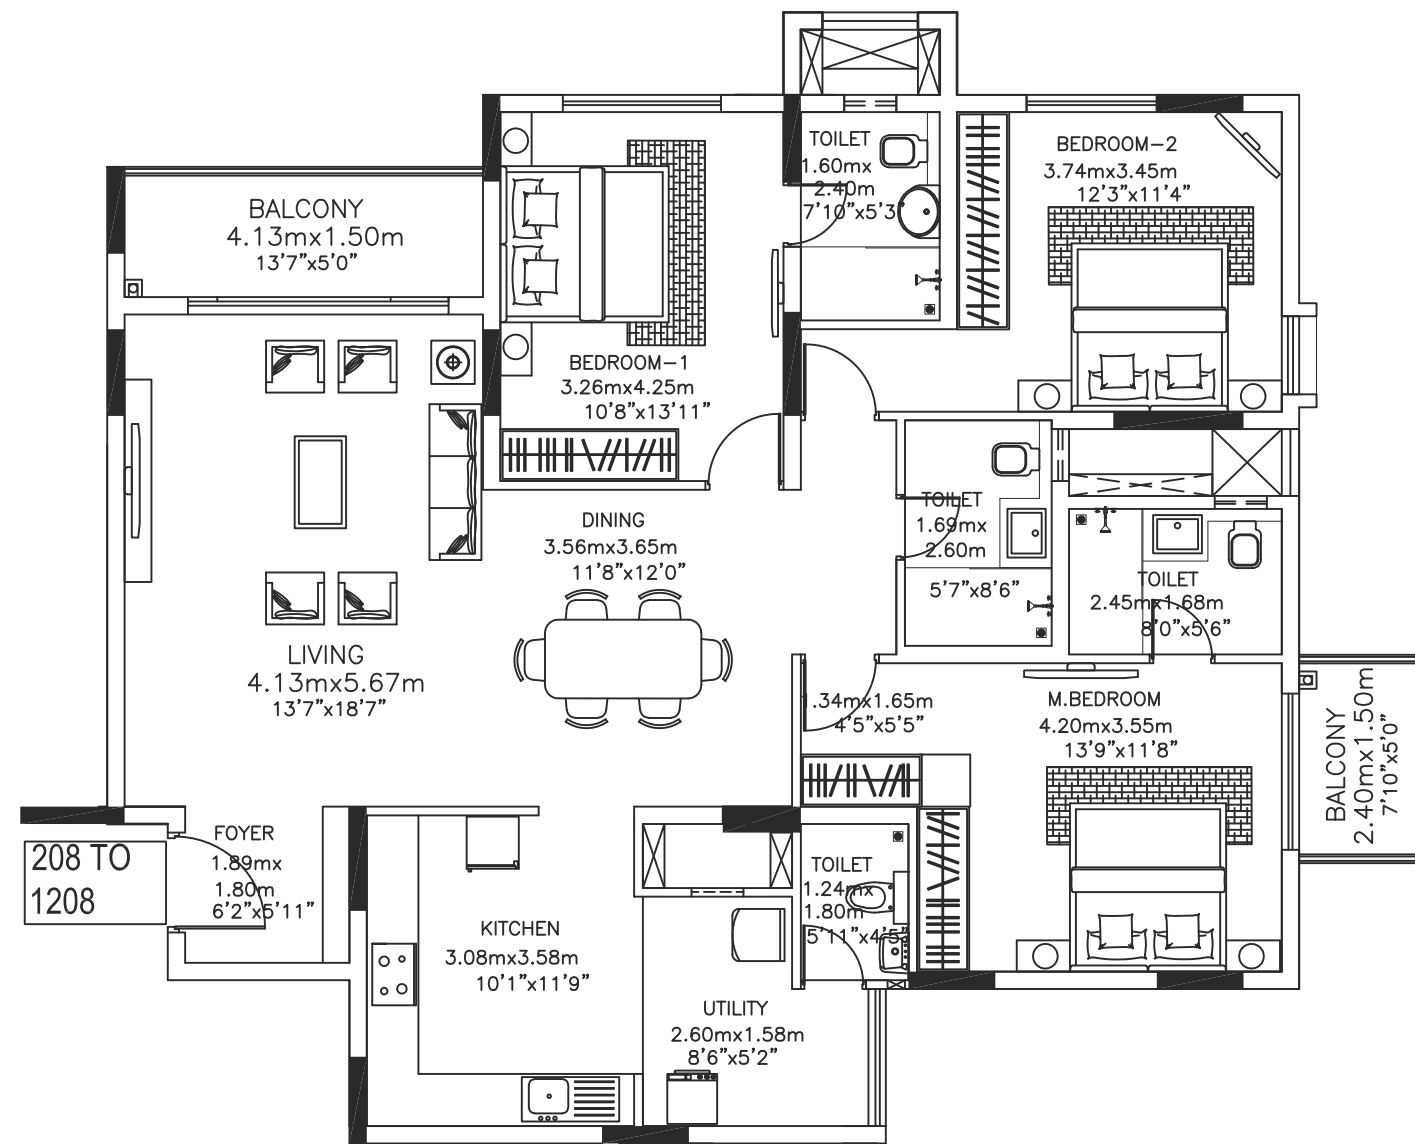 TOILET
1.60mx
2.40m
7'10"x5'3"
BEDROOM-2
3.74mx3.45m
12'3"x11'4"
BALCONY
4.13mx1.50m
13'7"x5'0"
BEDROOM-1
3.26mx4.25m
10'8"x13'11"
DINING
3.56mx3.65m
11'8"x12'0"
TOILET
1.69mx
2.60m
5'7"x8'6"
TOILET
2.45mx1.68m
8'0"x5'6"
LIVING
4.13mx5.67m
13'7"x18'7"
1.34mx1.65m
4'5"x5'5"
M.BEDROOM
4.20mx3.55m
13'9"x11'8"
BALCONY
2.40mx1.50m
7'10"x5'0"
FOYER
1.89mx
1.80m
6'2"x5'11"
208 TO
1208
TOILET
1.24mx
1.80m
5'11"x4'5"
KITCHEN
3.08mx3.58m
10'1"x11'9"
UTILITY
2.60mx1.58m
8'6"x5'2"